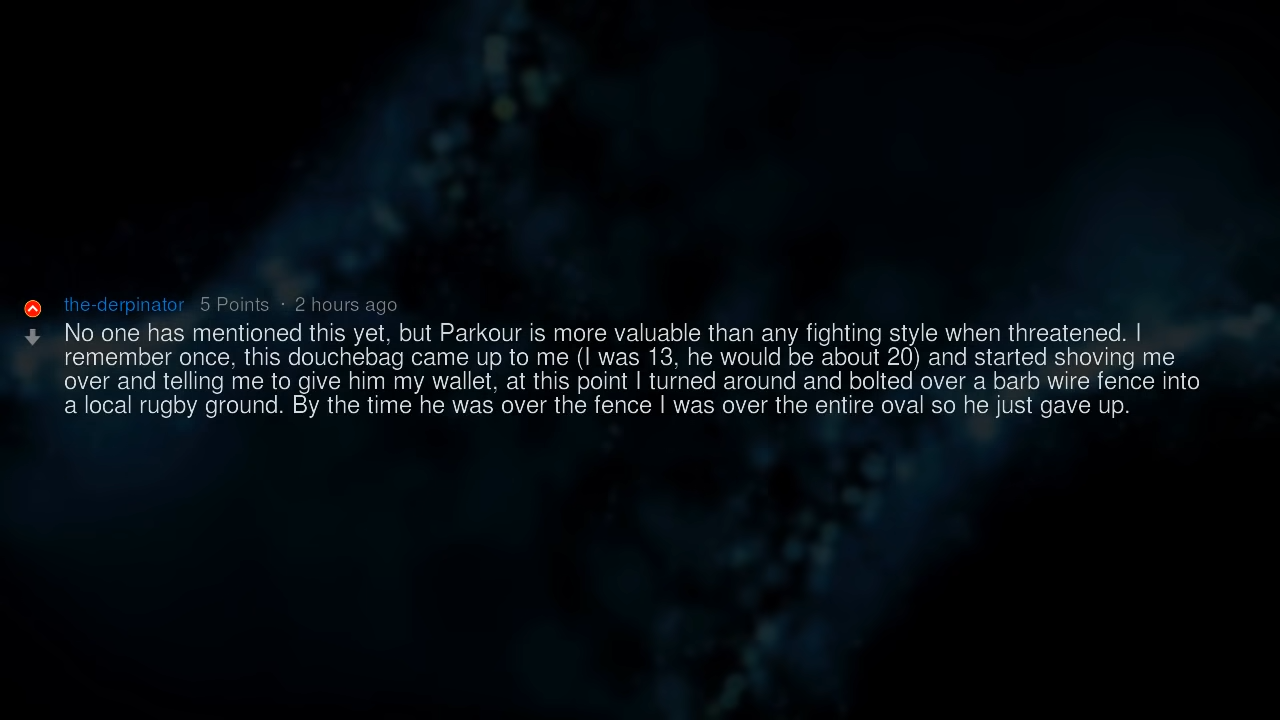 the-derpinator 5 Points · 2 hours ago
No one has mentioned this yet, but Parkour is more valuable than any fighting style when threatened. I
remember once, this douchebag came up to me (I was 13, he would be about 20) and started shoving me
over and telling me to give him my wallet, at this point I turned around and bolted over a barb wire fence into
a local rugby ground. By the time he was over the fence I was over the entire oval so he just gave up.